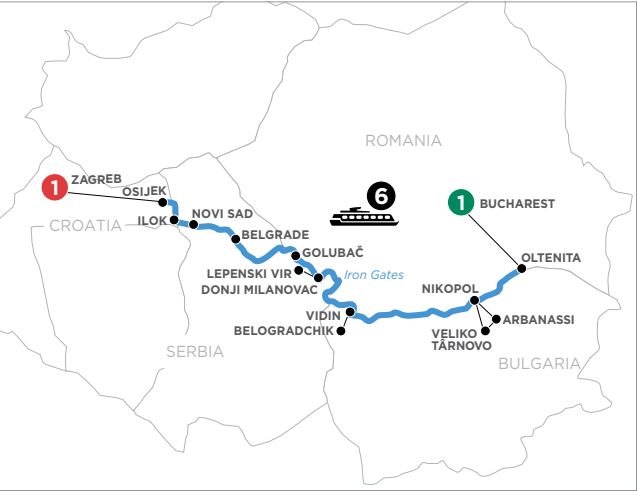 ROMANIA
1
ZAGREB
OSIJEK
6
1
BUCHAREST
CROATIA
ILOK
NOVI SAD
BELGRADE
GOLUBAČ
OLTENITA
LEPENSKI VIR
Iron Gates
DONJI MILANOVAC
NIKOPOL
VIDIN
ARBANASSI
BELOGRADCHIK
VELIKO
TÂRNOVO
SERBIA
BULGARIA